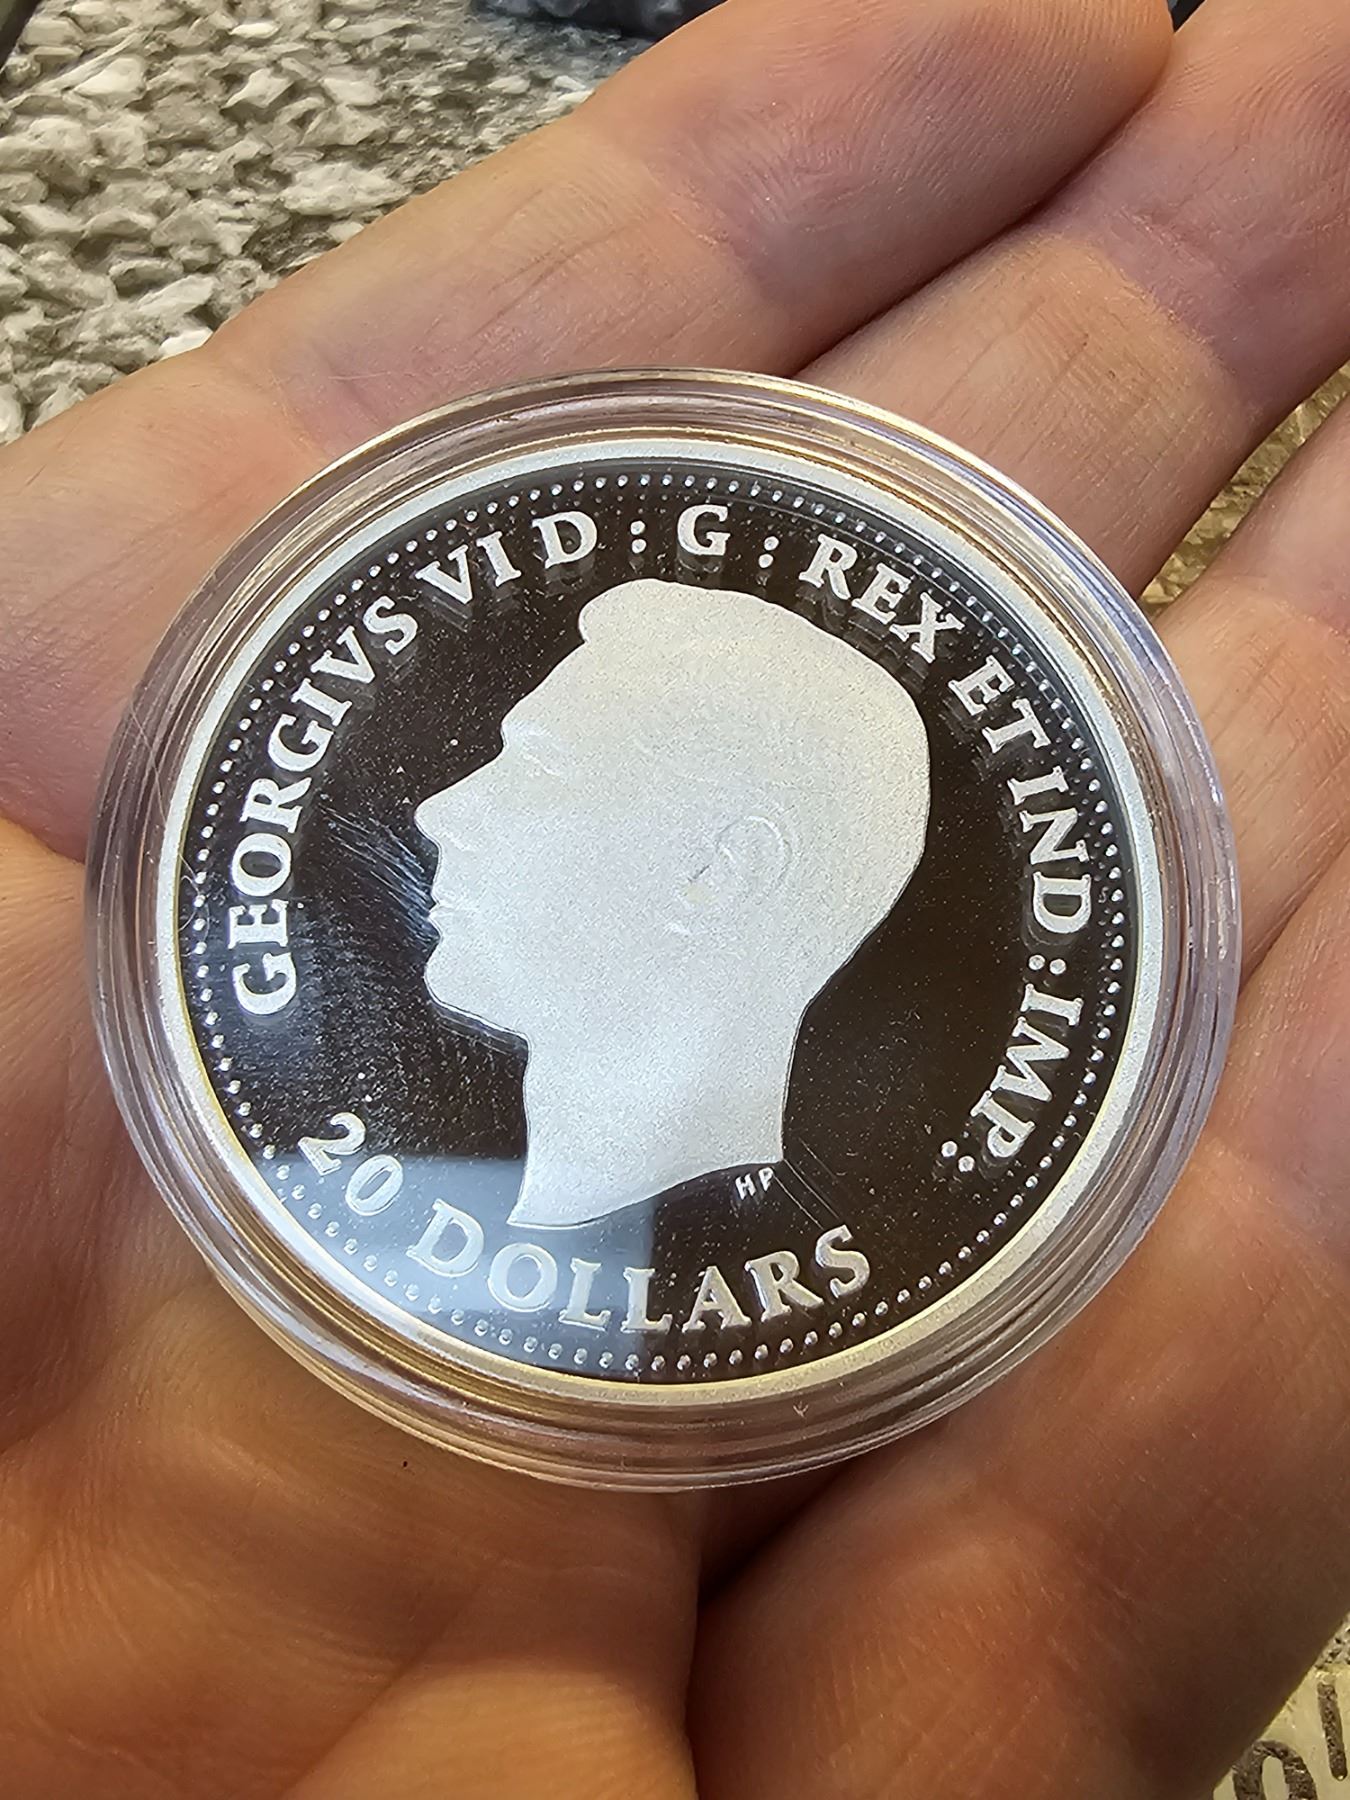 GEORGIVS VI D:G:REX ET IND:IMP:
HP
20 DOLLARS